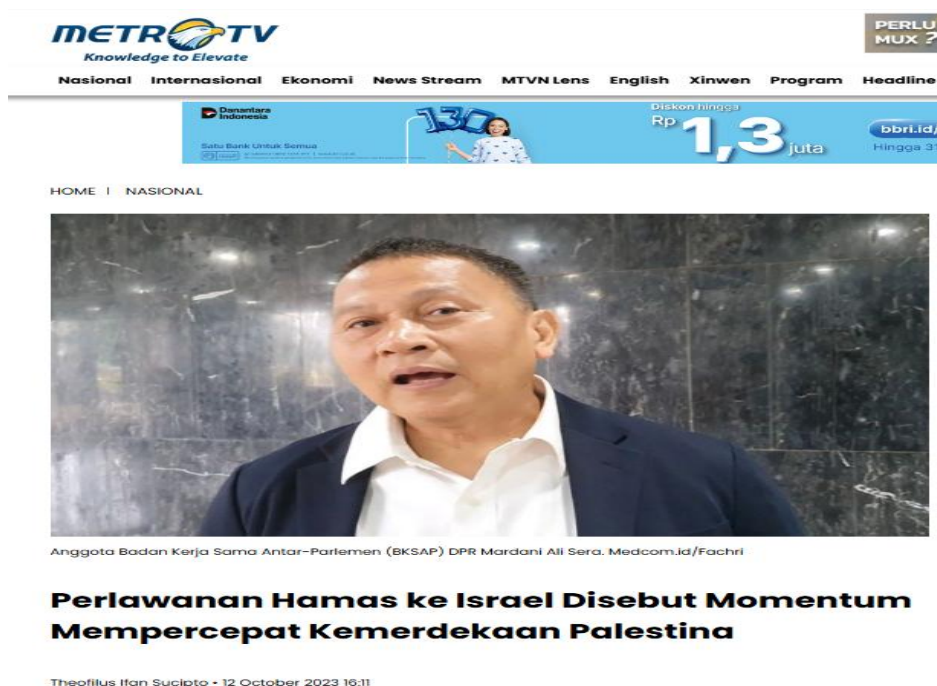 METRO TV
Knowledge to Elevate
PERLU
MUX ?
Nasional Internasional Ekonomi News Stream MTVN Lens English Xinwen Program Headline
Danantara
Indonesia
Satu Bank Untuk Semua
130
Diskon hingga
Rp 1,3 juta
bbri.id/
Hingga 31
HOME | NASIONAL
Anggota Badan Kerja Sama Antar-Parlemen (BKSAP) DPR Mardani Ali Sera. Medcom.id/Fachri
Perlawanan Hamas ke Israel Disebut Momentum
Mempercepat Kemerdekaan Palestina
Theofilus Ifan Sucipto • 12 October 2023 16:11